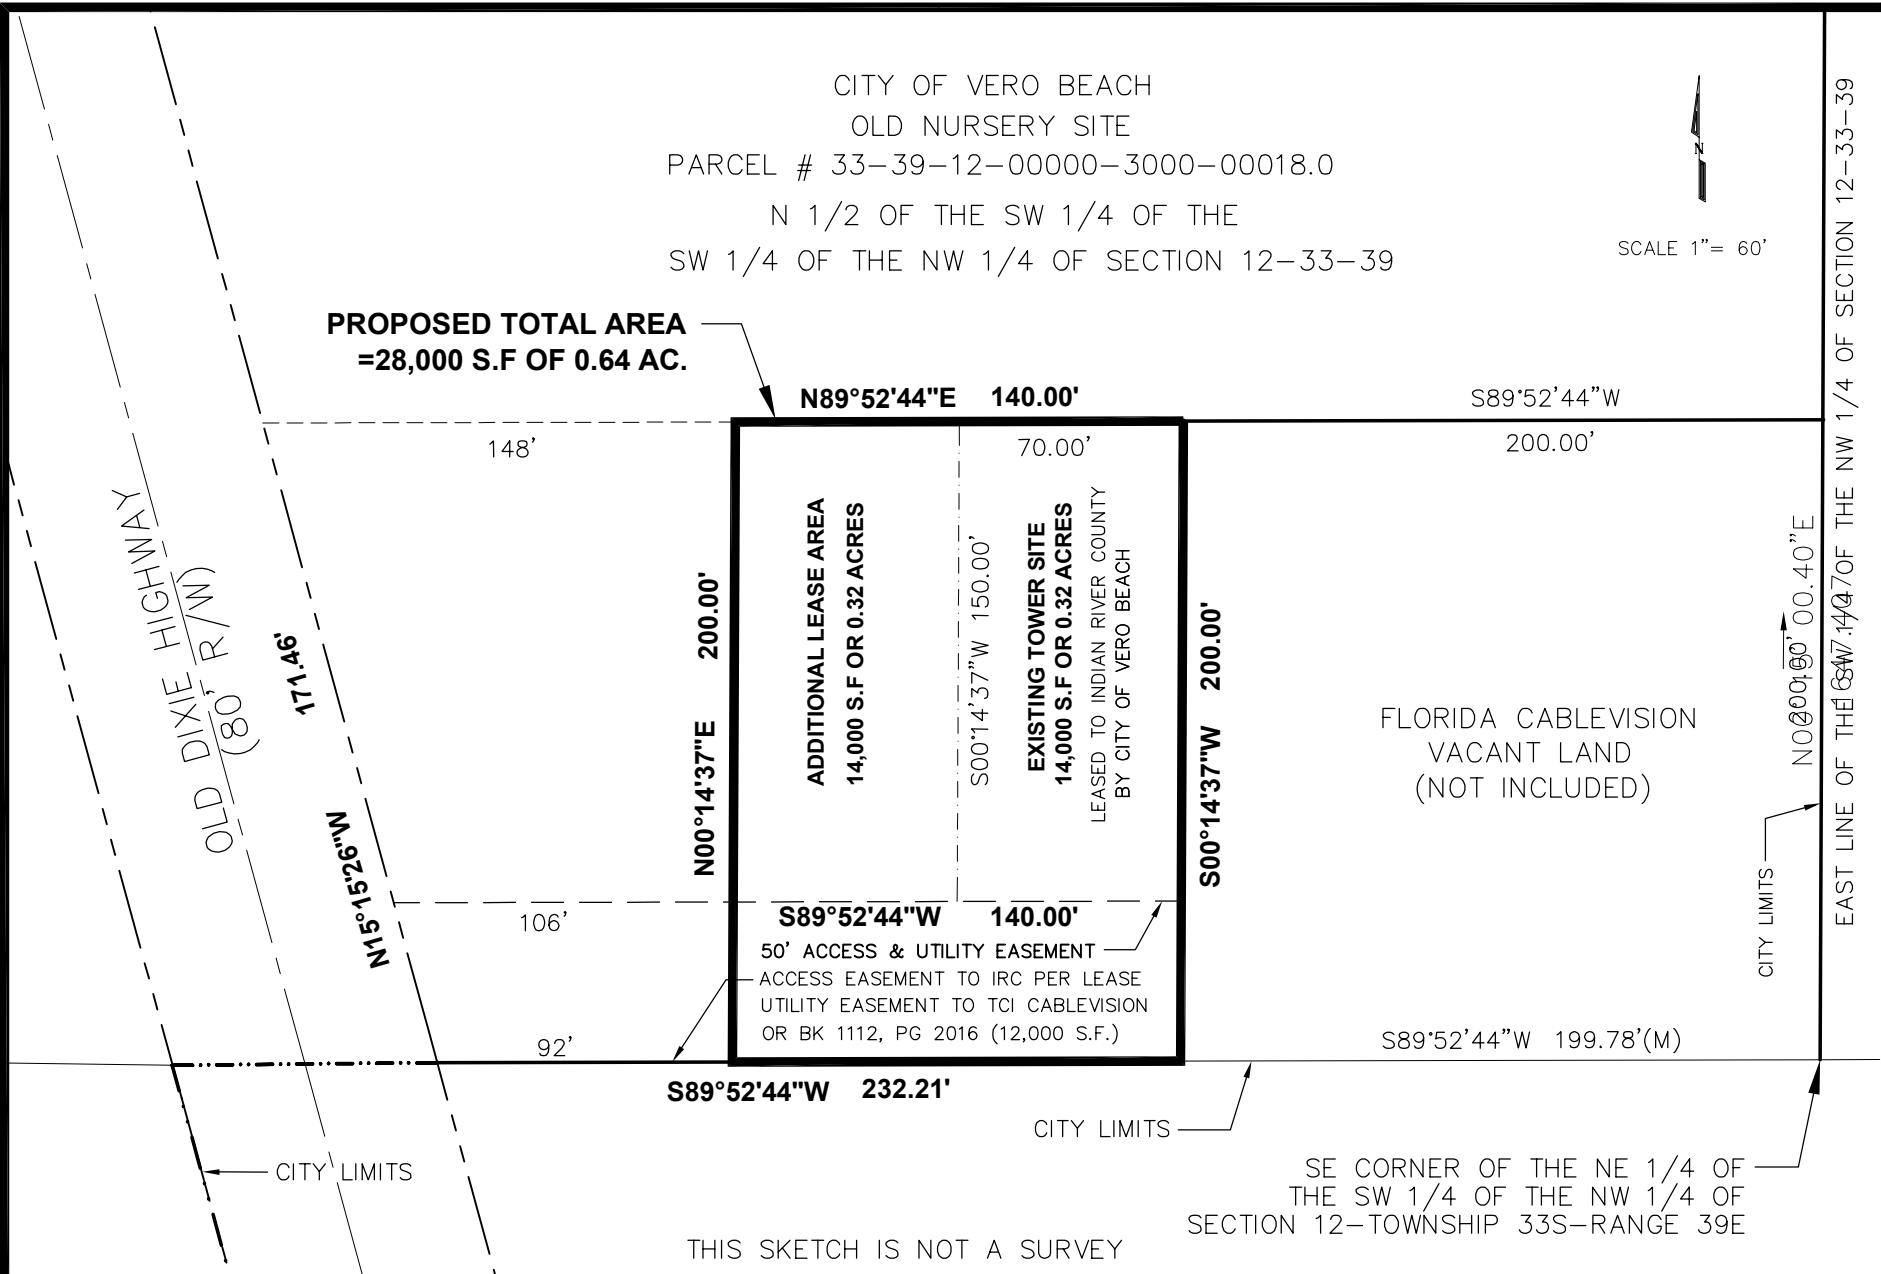 CITY OF VERO BEACH
OLD NURSERY SITE
PARCEL # 33-39-12-00000-3000-00018.0
N 1/2 OF THE SW 1/4 OF THE
SW 1/4 OF THE NW 1/4 OF SECTION 12-33-39
N
SCALE 1"= 60'
PROPOSED TOTAL AREA
=28,000 S.F OF 0.64 AC.
N89°52'44"E 140.00'
S89°52'44"W
148'
70.00'
200.00'
OLD DIXIE HIGHWAY
(80' R/W)
171.46'
N15°15'26"W
N00°14'37"E 200.00'
ADDITIONAL LEASE AREA
14,000 S.F OR 0.32 ACRES
S00°14'37"W 150.00'
EXISTING TOWER SITE
14,000 S.F OR 0.32 ACRES
LEASED TO INDIAN RIVER COUNTY
BY CITY OF VERO BEACH
S00°14'37"W 200.00'
FLORIDA CABLEVISION
VACANT LAND
(NOT INCLUDED)
200.00'
CITY LIMITS
EAST LINE OF THE SW 1/4 OF THE NW 1/4 OF SECTION 12-33-39
106'
S89°52'44"W 140.00'
50' ACCESS & UTILITY EASEMENT
ACCESS EASEMENT TO IRC PER LEASE
UTILITY EASEMENT TO TCI CABLEVISION
OR BK 1112, PG 2016 (12,000 S.F.)
92'
S89°52'44"W 199.78'(M)
S89°52'44"W 232.21'
CITY LIMITS
CITY LIMITS
SE CORNER OF THE NE 1/4 OF
THE SW 1/4 OF THE NW 1/4 OF
SECTION 12-TOWNSHIP 33S-RANGE 39E
THIS SKETCH IS NOT A SURVEY